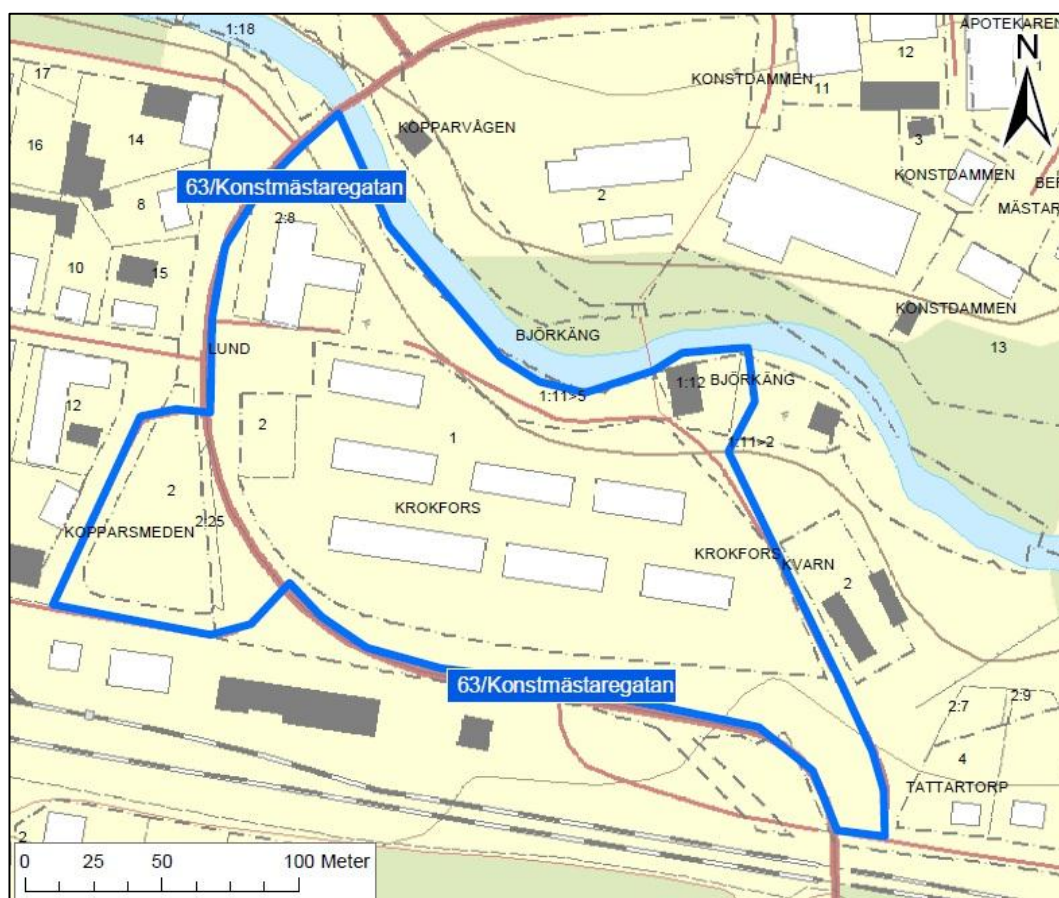 1:18
APOTEKAREN
N
17
12
KONSTDAMMEN
11
14
KOPPARVÅGEN
3
16
2
KONSTDAMMEN
63/Konstmästaregatan
8
2:8
10
15
KONSTDAMMEN
BJÖRKÄNG
LUND
13
1:12
BJÖRKÄNG
1:11>5
12
2
1
1:11>2
2
KROKFORS
2:25
KOPPARSMEDEN
KROKFORS
KVARN
2
63/Konstmästaregatan
2:7
2:9
4
TATTARTORP
2
0 25 50 100 Meter